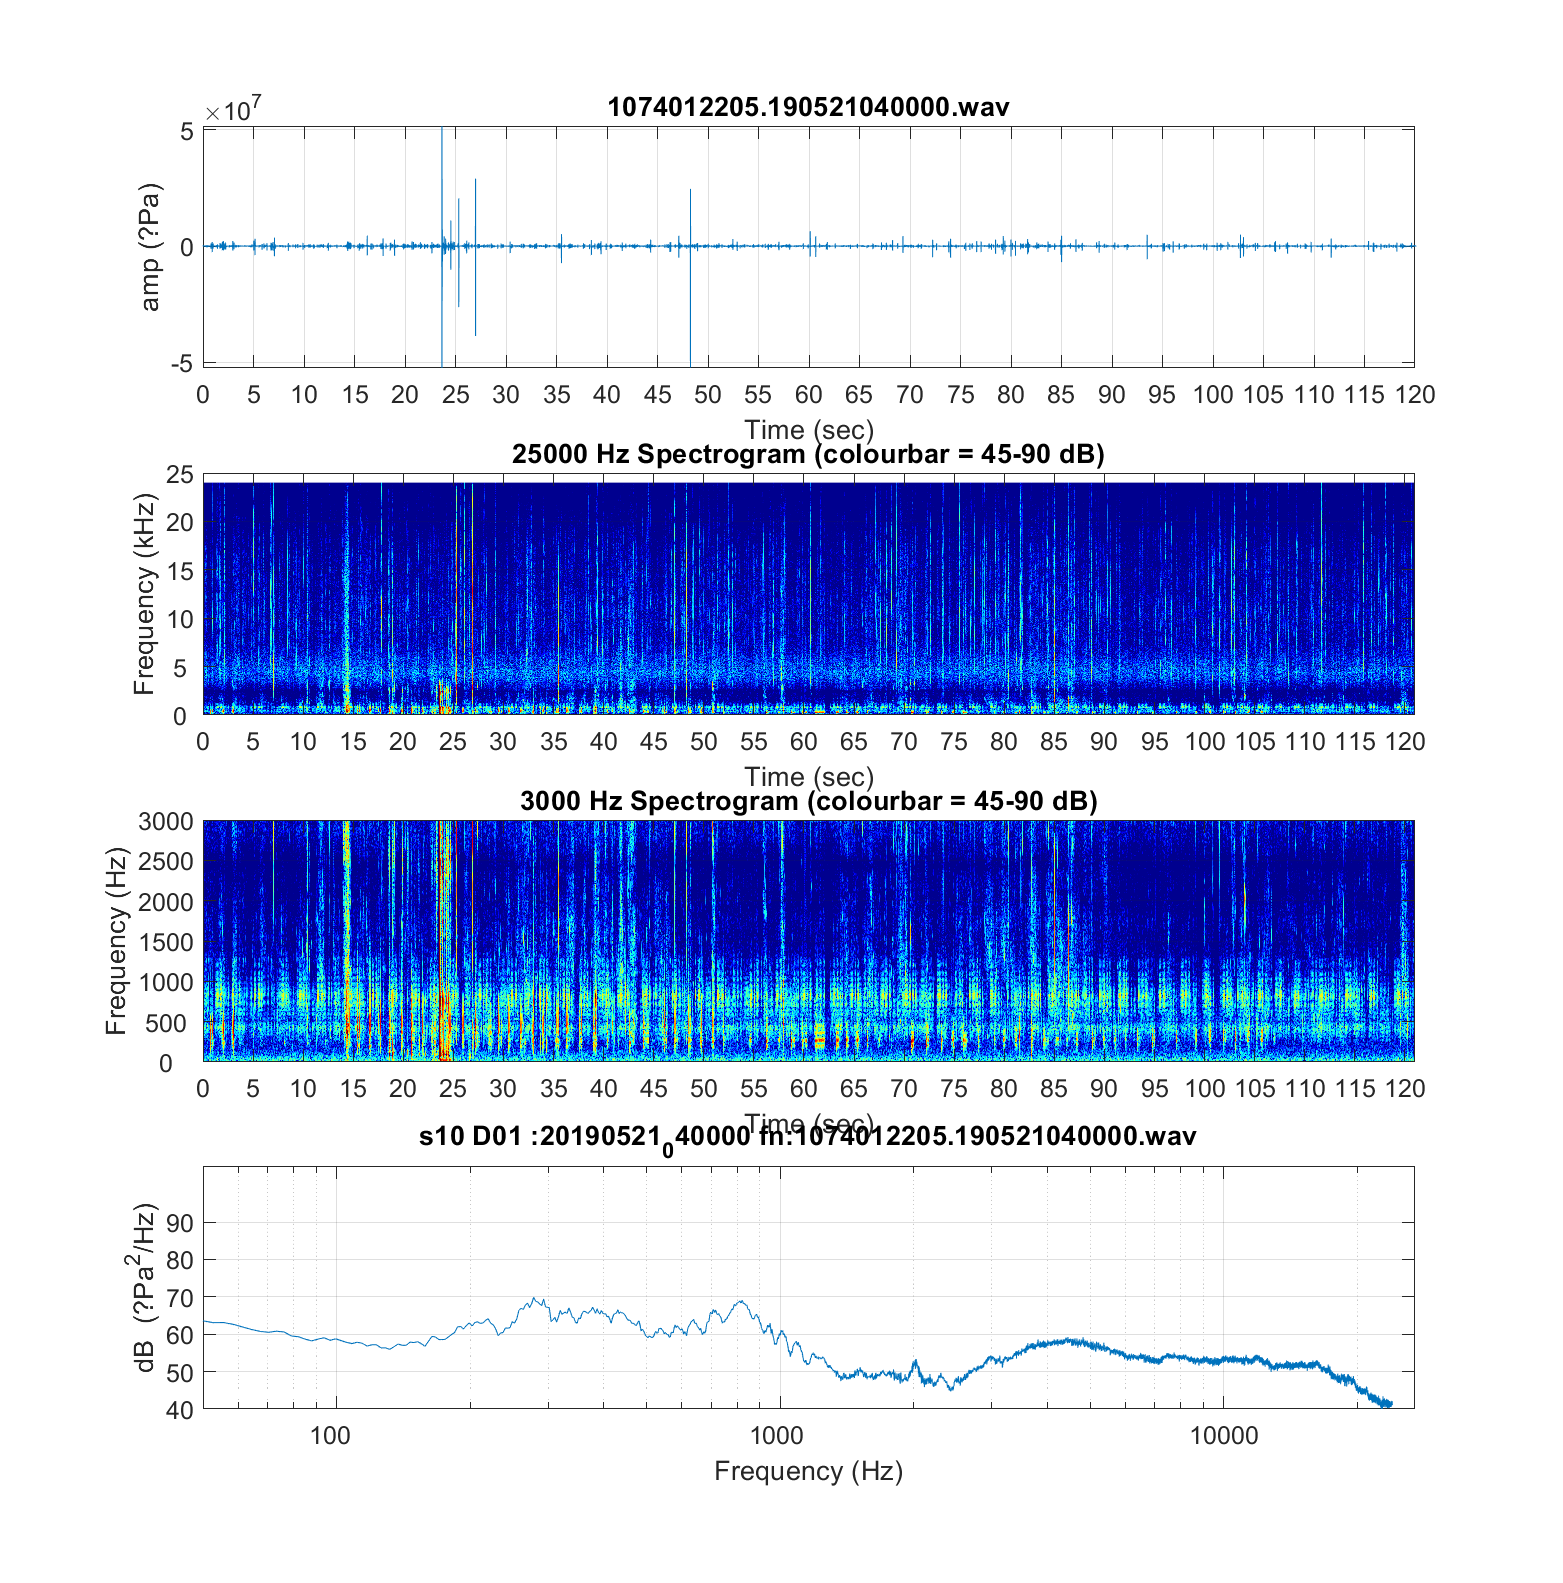 ×10^7
1074012205.190521040000.wav
5
0
-5
amp (?Pa)
0 5 10 15 20 25 30 35 40 45 50 55 60 65 70 75 80 85 90 95 100 105 110 115 120
Time (sec)
25000 Hz Spectrogram (colourbar = 45-90 dB)
25
20
15
10
5
0
Frequency (kHz)
0 5 10 15 20 25 30 35 40 45 50 55 60 65 70 75 80 85 90 95 100 105 110 115 120
Time (sec)
3000 Hz Spectrogram (colourbar = 45-90 dB)
3000
2500
2000
1500
1000
500
0
Frequency (Hz)
0 5 10 15 20 25 30 35 40 45 50 55 60 65 70 75 80 85 90 95 100 105 110 115 120
Time (sec)
s10 D01 :20190521_040000 fn:1074012205.190521040000.wav
90
80
70
60
50
40
dB (?Pa^2/Hz)
100 1000 10000
Frequency (Hz)